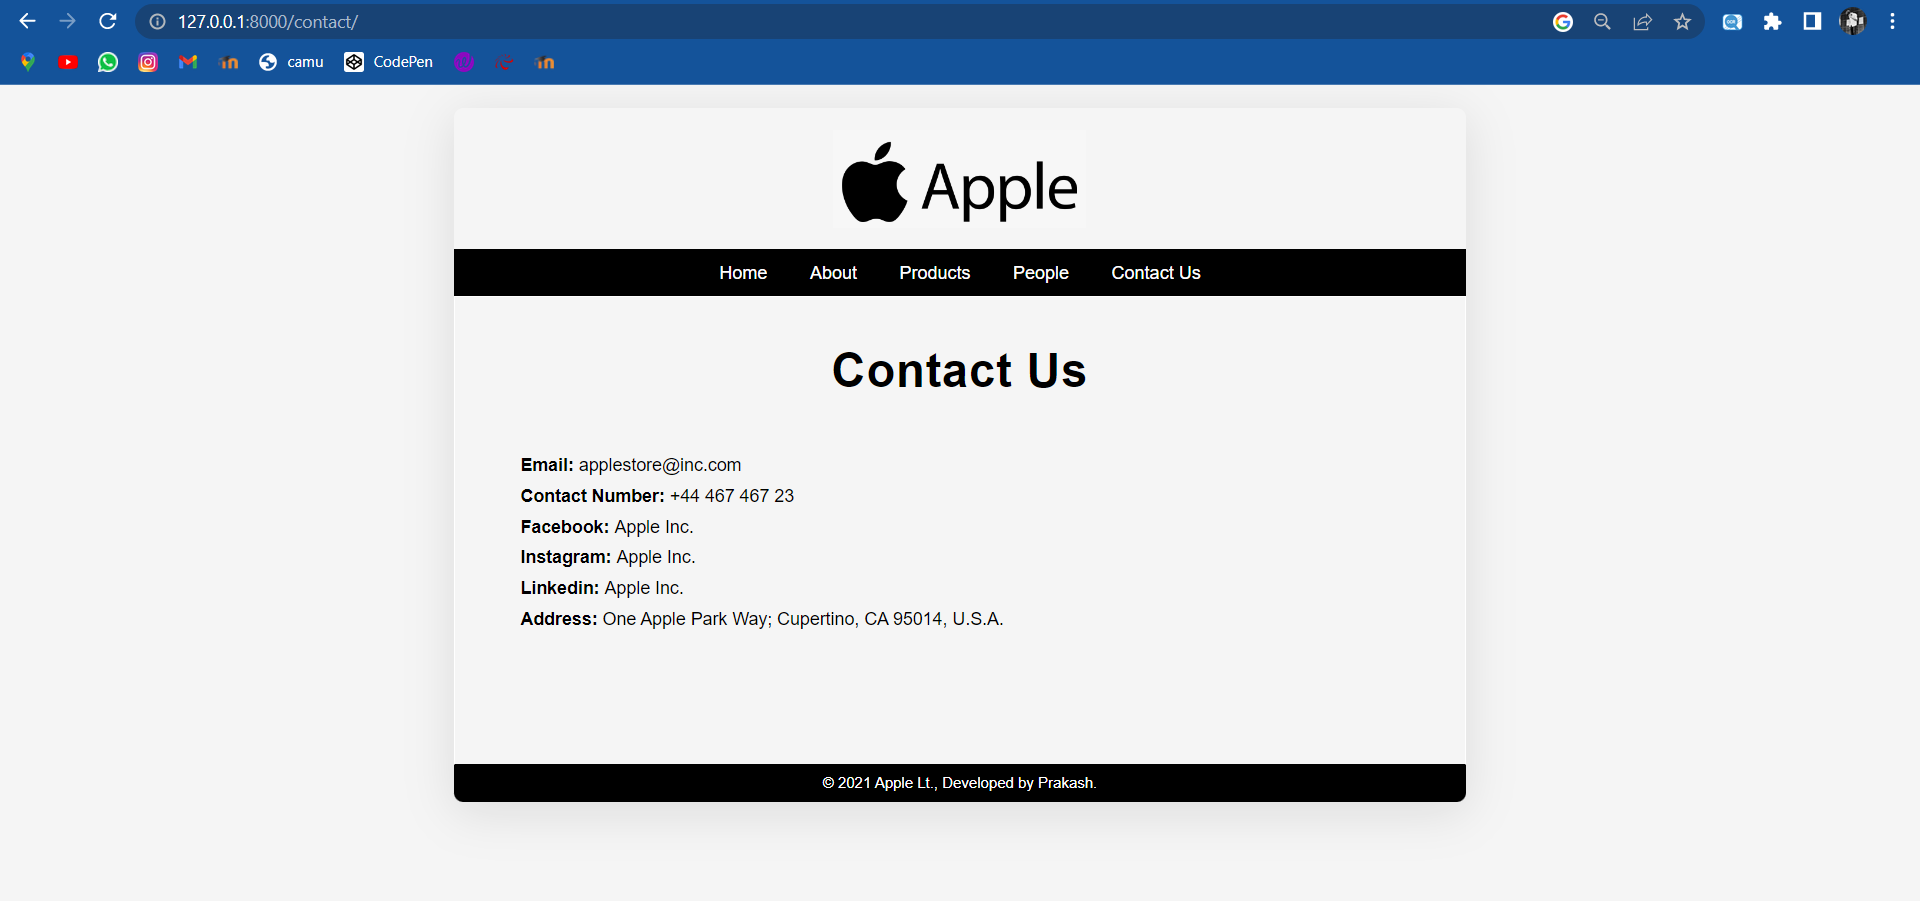 127.0.0.1:8000/contact/
camu CodePen
Apple
Home About Products People Contact Us
Contact Us
Email: applestore@inc.com
Contact Number: +44 467 467 23
Facebook: Apple Inc.
Instagram: Apple Inc.
Linkedin: Apple Inc.
Address: One Apple Park Way; Cupertino, CA 95014, U.S.A.
© 2021 Apple Lt., Developed by Prakash.